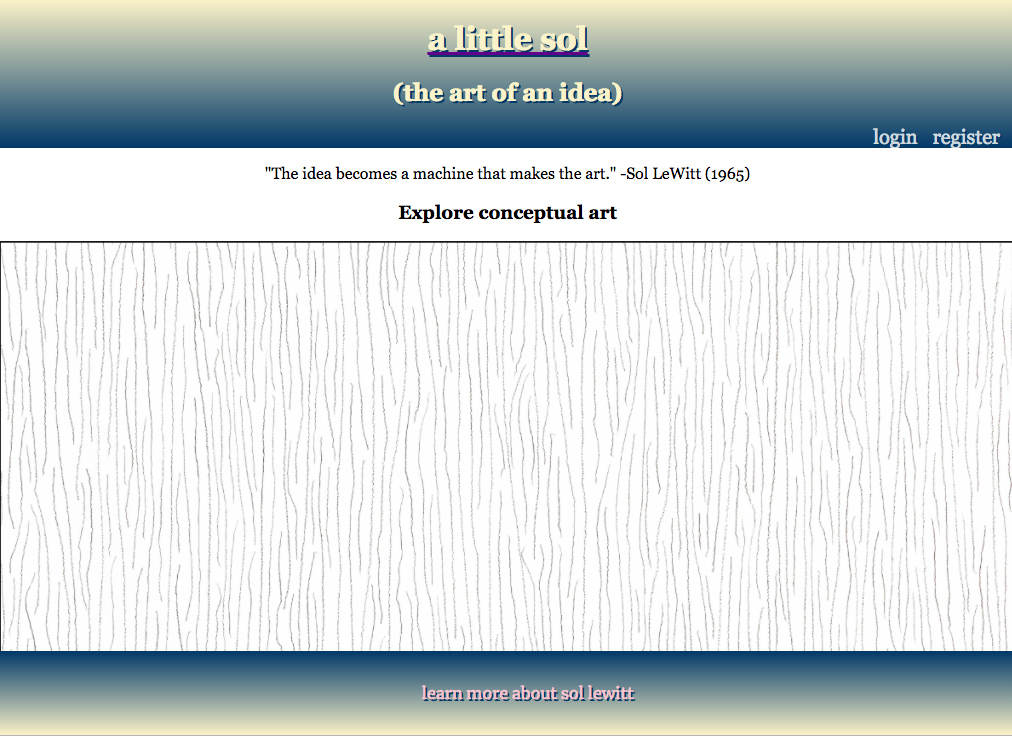 a little sol
(the art of an idea)
login register
"The idea becomes a machine that makes the art." -Sol LeWitt (1965)
Explore conceptual art
learn more about sol lewitt